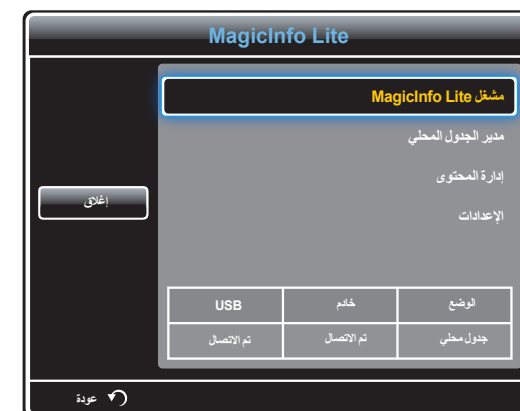 MagicInfo Lite
مشغل MagicInfo Lite
مدير الجدول المحلي
إدارة المحتوى
الإعدادات
إغلاق
الوضع خادم USB
جدول محلي تم الاتصال تم الاتصال
عودة